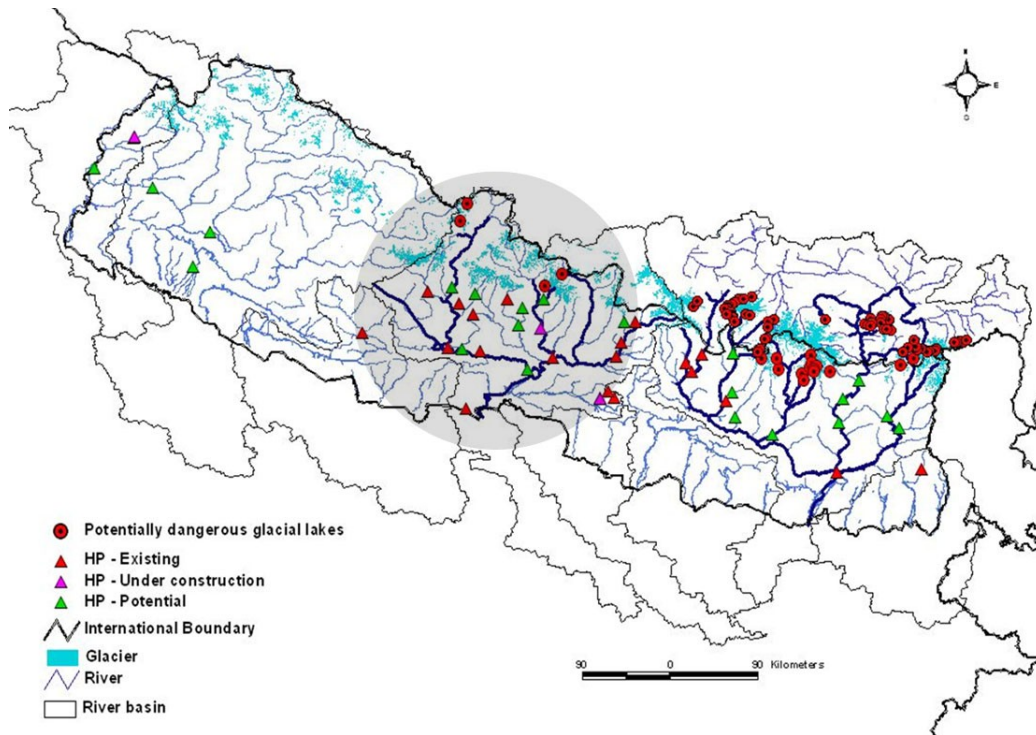 E
Potentially dangerous glacial lakes
HP - Existing
HP - Under construction
HP - Potential
International Boundary
Glacier
River
River basin
90 0 90 Kilometers